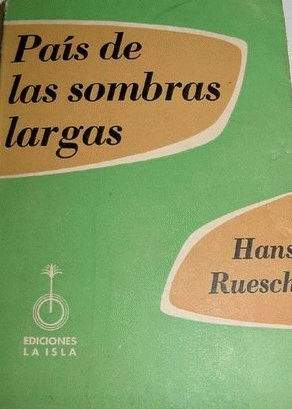 País de
las sombras
largas
Hans
Ruesch
EDICIONES
LA ISLA